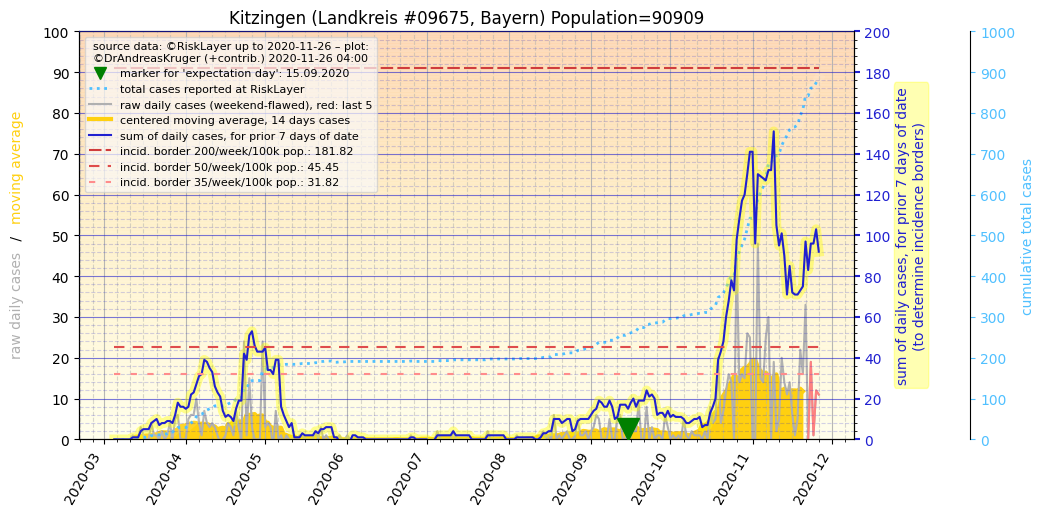 Kitzingen (Landkreis #09675, Bayern) Population=90909
source data: ©RiskLayer up to 2020-11-26 – plot:
©DrAndreasKruger (+contrib.) 2020-11-26 04:00
marker for 'expectation day': 15.09.2020
total cases reported at RiskLayer
raw daily cases (weekend-flawed), red: last 5
centered moving average, 14 days cases
sum of daily cases, for prior 7 days of date
incid. border 200/week/100k pop.: 181.82
incid. border 50/week/100k pop.: 45.45
incid. border 35/week/100k pop.: 31.82
raw daily cases / moving average
100
90
80
70
60
50
40
30
20
10
0
2020-03
2020-04
2020-05
2020-06
2020-07
2020-08
2020-09
2020-10
2020-11
2020-12
200
180
160
140
120
100
80
60
40
20
0
sum of daily cases, for prior 7 days of date
(to determine incidence borders)
1000
900
800
700
600
500
400
300
200
100
0
cumulative total cases